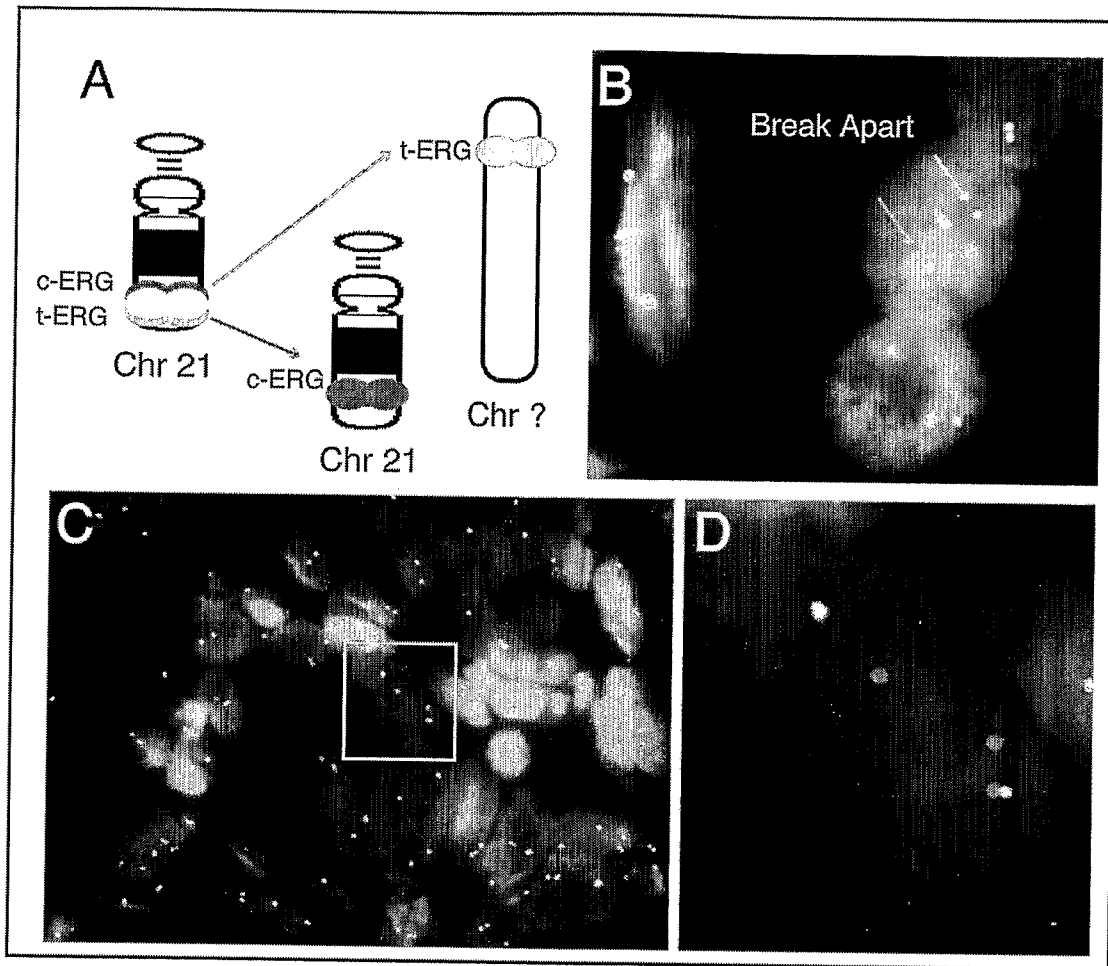 A
c-ERG
t-ERG
Chr 21
t-ERG
c-ERG
Chr 21
Chr ?
B
Break Apart
C
D